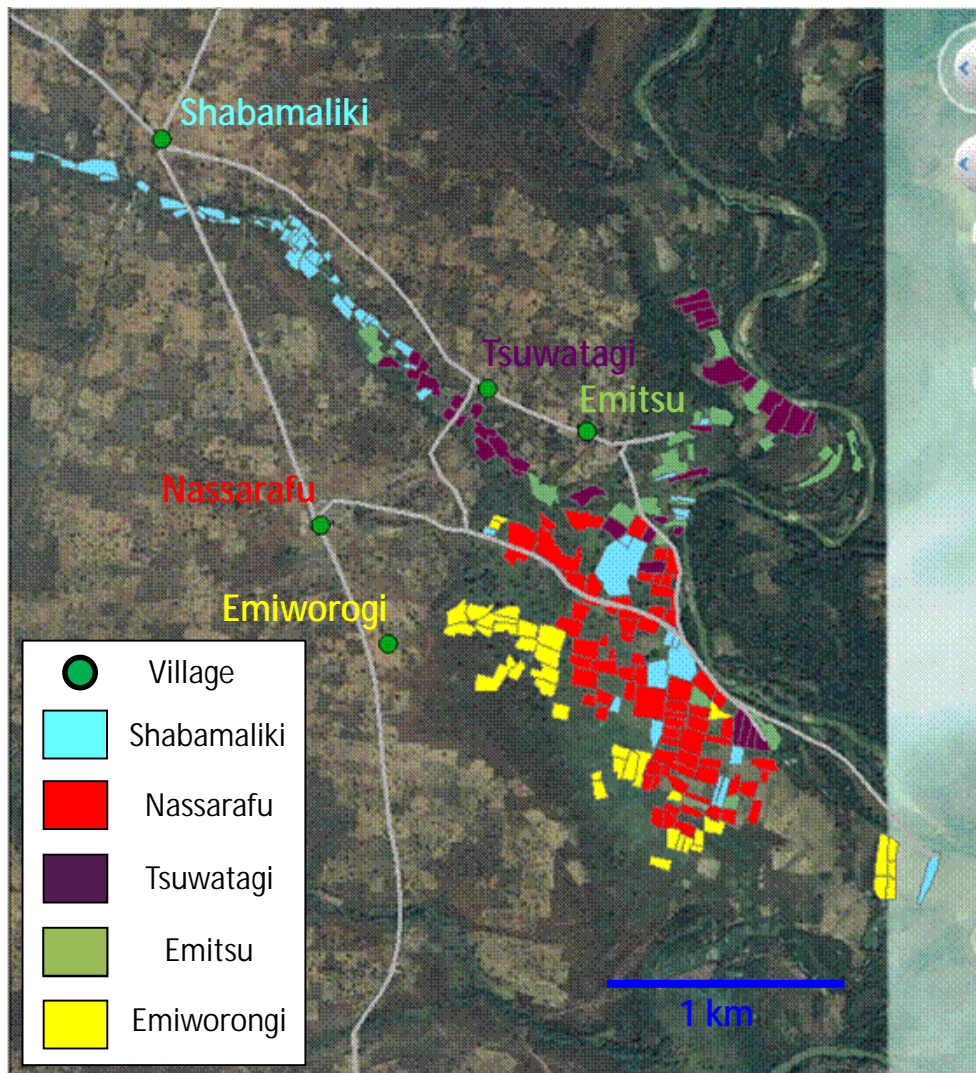 Shabamaliki
Tsuwatagi
Emitsu
Nassarafu
Emiworogi
Village
Shabamaliki
Nassarafu
Tsuwatagi
Emitsu
Emiworongi
1 km